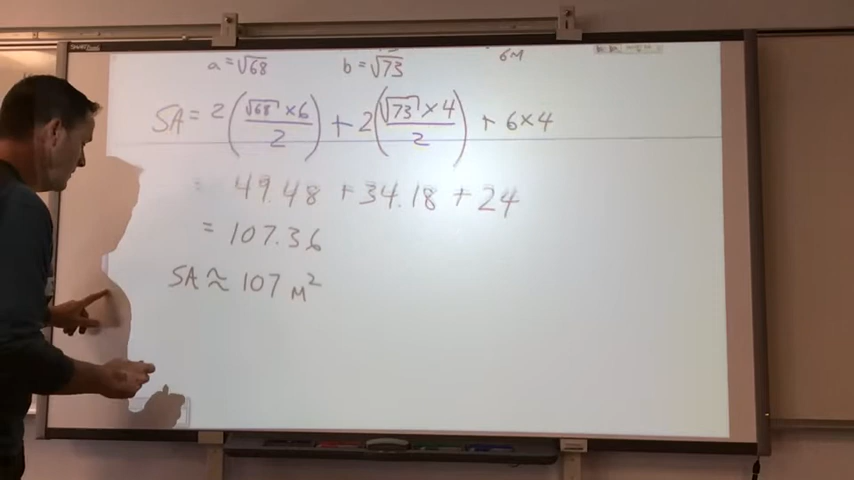 a = √68 b = √73 6M
SA = 2 (√68 × 6 / 2) + 2 (√73 × 4 / 2) + 6 × 4
= 49.48 + 34.18 + 24
= 107.36
SA ≈ 107 M²